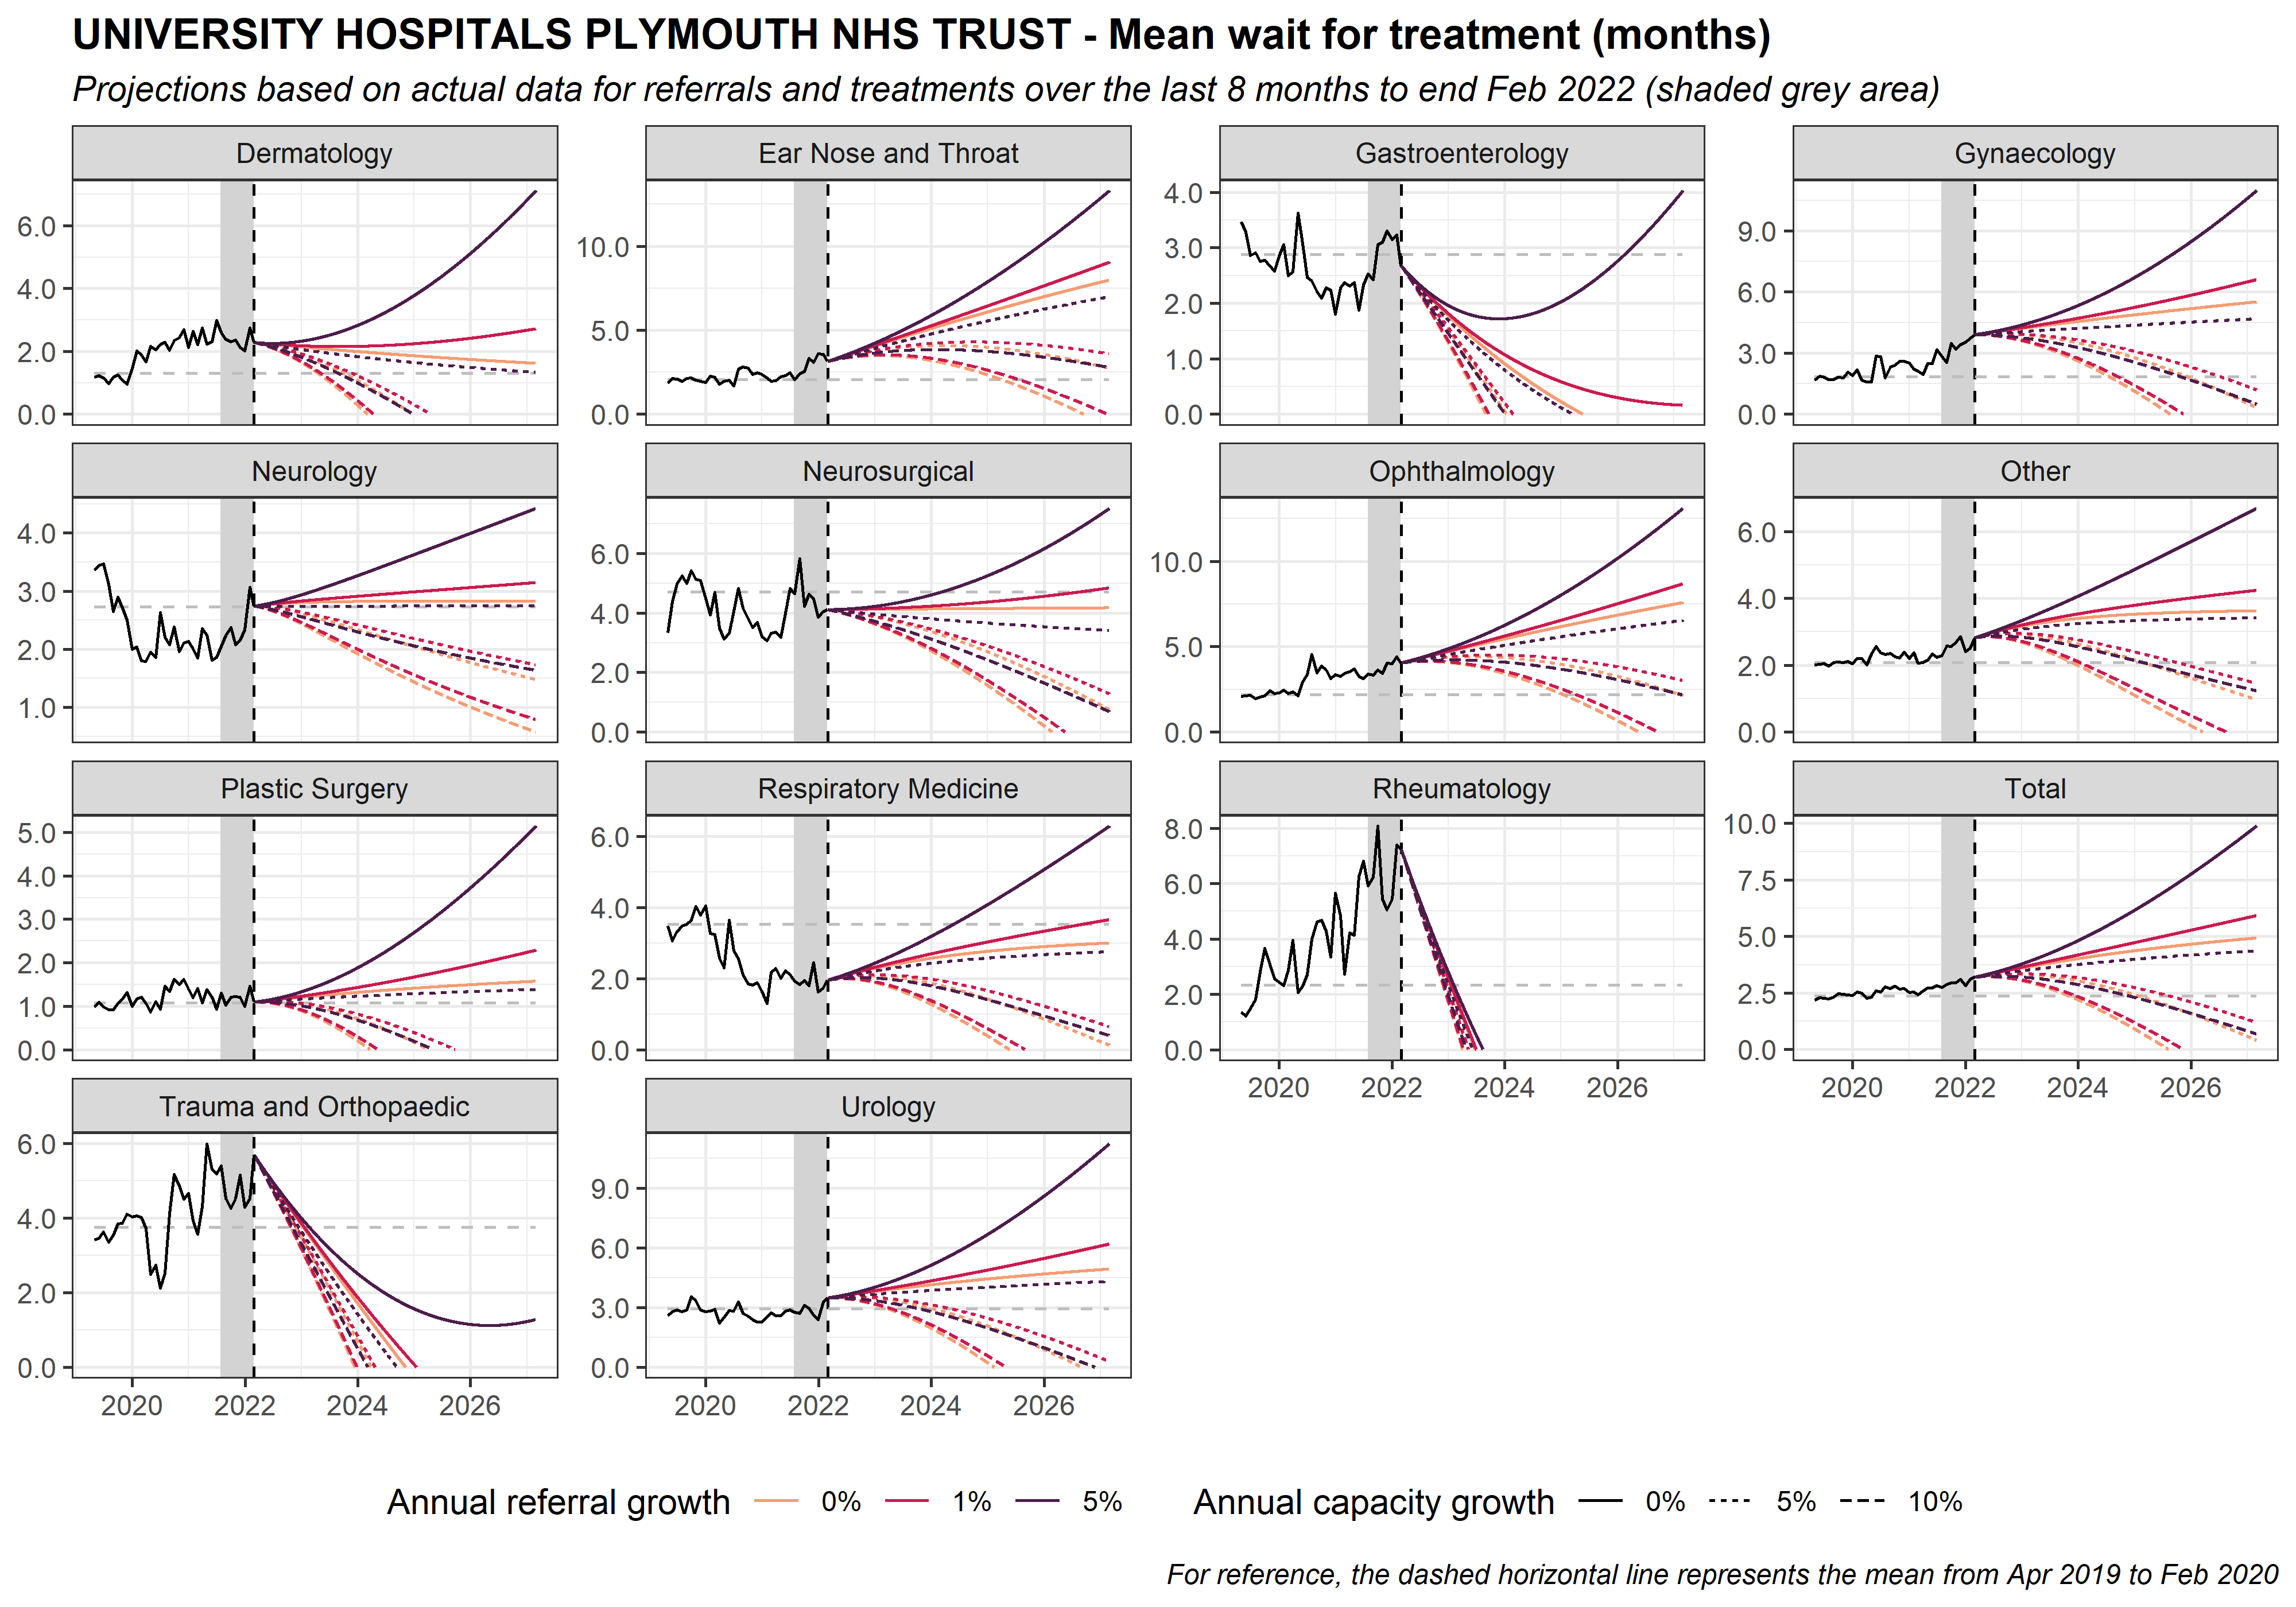 UNIVERSITY HOSPITALS PLYMOUTH NHS TRUST - Mean wait for treatment (months)
Projections based on actual data for referrals and treatments over the last 8 months to end Feb 2022 (shaded grey area)
Dermatology
6.0
4.0
2.0
0.0
Ear Nose and Throat
10.0
5.0
0.0
Gastroenterology
4.0
3.0
2.0
1.0
0.0
Gynaecology
9.0
6.0
3.0
0.0
Neurology
4.0
3.0
2.0
1.0
Neurosurgical
6.0
4.0
2.0
0.0
Ophthalmology
10.0
5.0
0.0
Other
6.0
4.0
2.0
0.0
Plastic Surgery
5.0
4.0
3.0
2.0
1.0
0.0
Respiratory Medicine
6.0
4.0
2.0
0.0
Rheumatology
8.0
6.0
4.0
2.0
0.0
2020 2022 2024 2026
Total
10.0
7.5
5.0
2.5
0.0
2020 2022 2024 2026
Trauma and Orthopaedic
6.0
4.0
2.0
0.0
2020 2022 2024 2026
Urology
9.0
6.0
3.0
0.0
2020 2022 2024 2026
Annual referral growth 0% 1% 5%
Annual capacity growth 0% 5% 10%
For reference, the dashed horizontal line represents the mean from Apr 2019 to Feb 2020